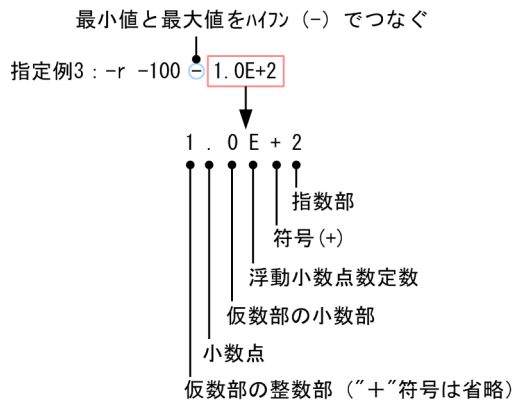 最小値と最大値をﾊｲﾌﾝ（-）でつなぐ
指定例3：-r -100 - 1.0E+2
1 . 0 E + 2
指数部
符号(+)
浮動小数点数定数
仮数部の小数部
小数点
仮数部の整数部（"＋"符号は省略）